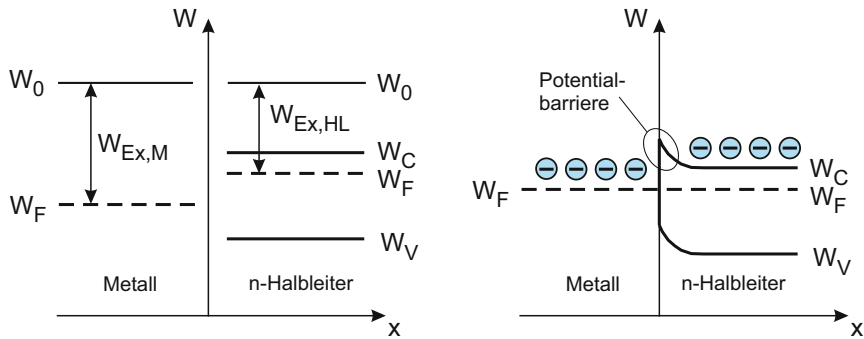 W
W0
W0
WEx,M
WEx,HL
WC
WF
WF
WV
Metall
n-Halbleiter
x
W
Potential-
barriere
WC
WF
WF
WV
Metall
n-Halbleiter
x